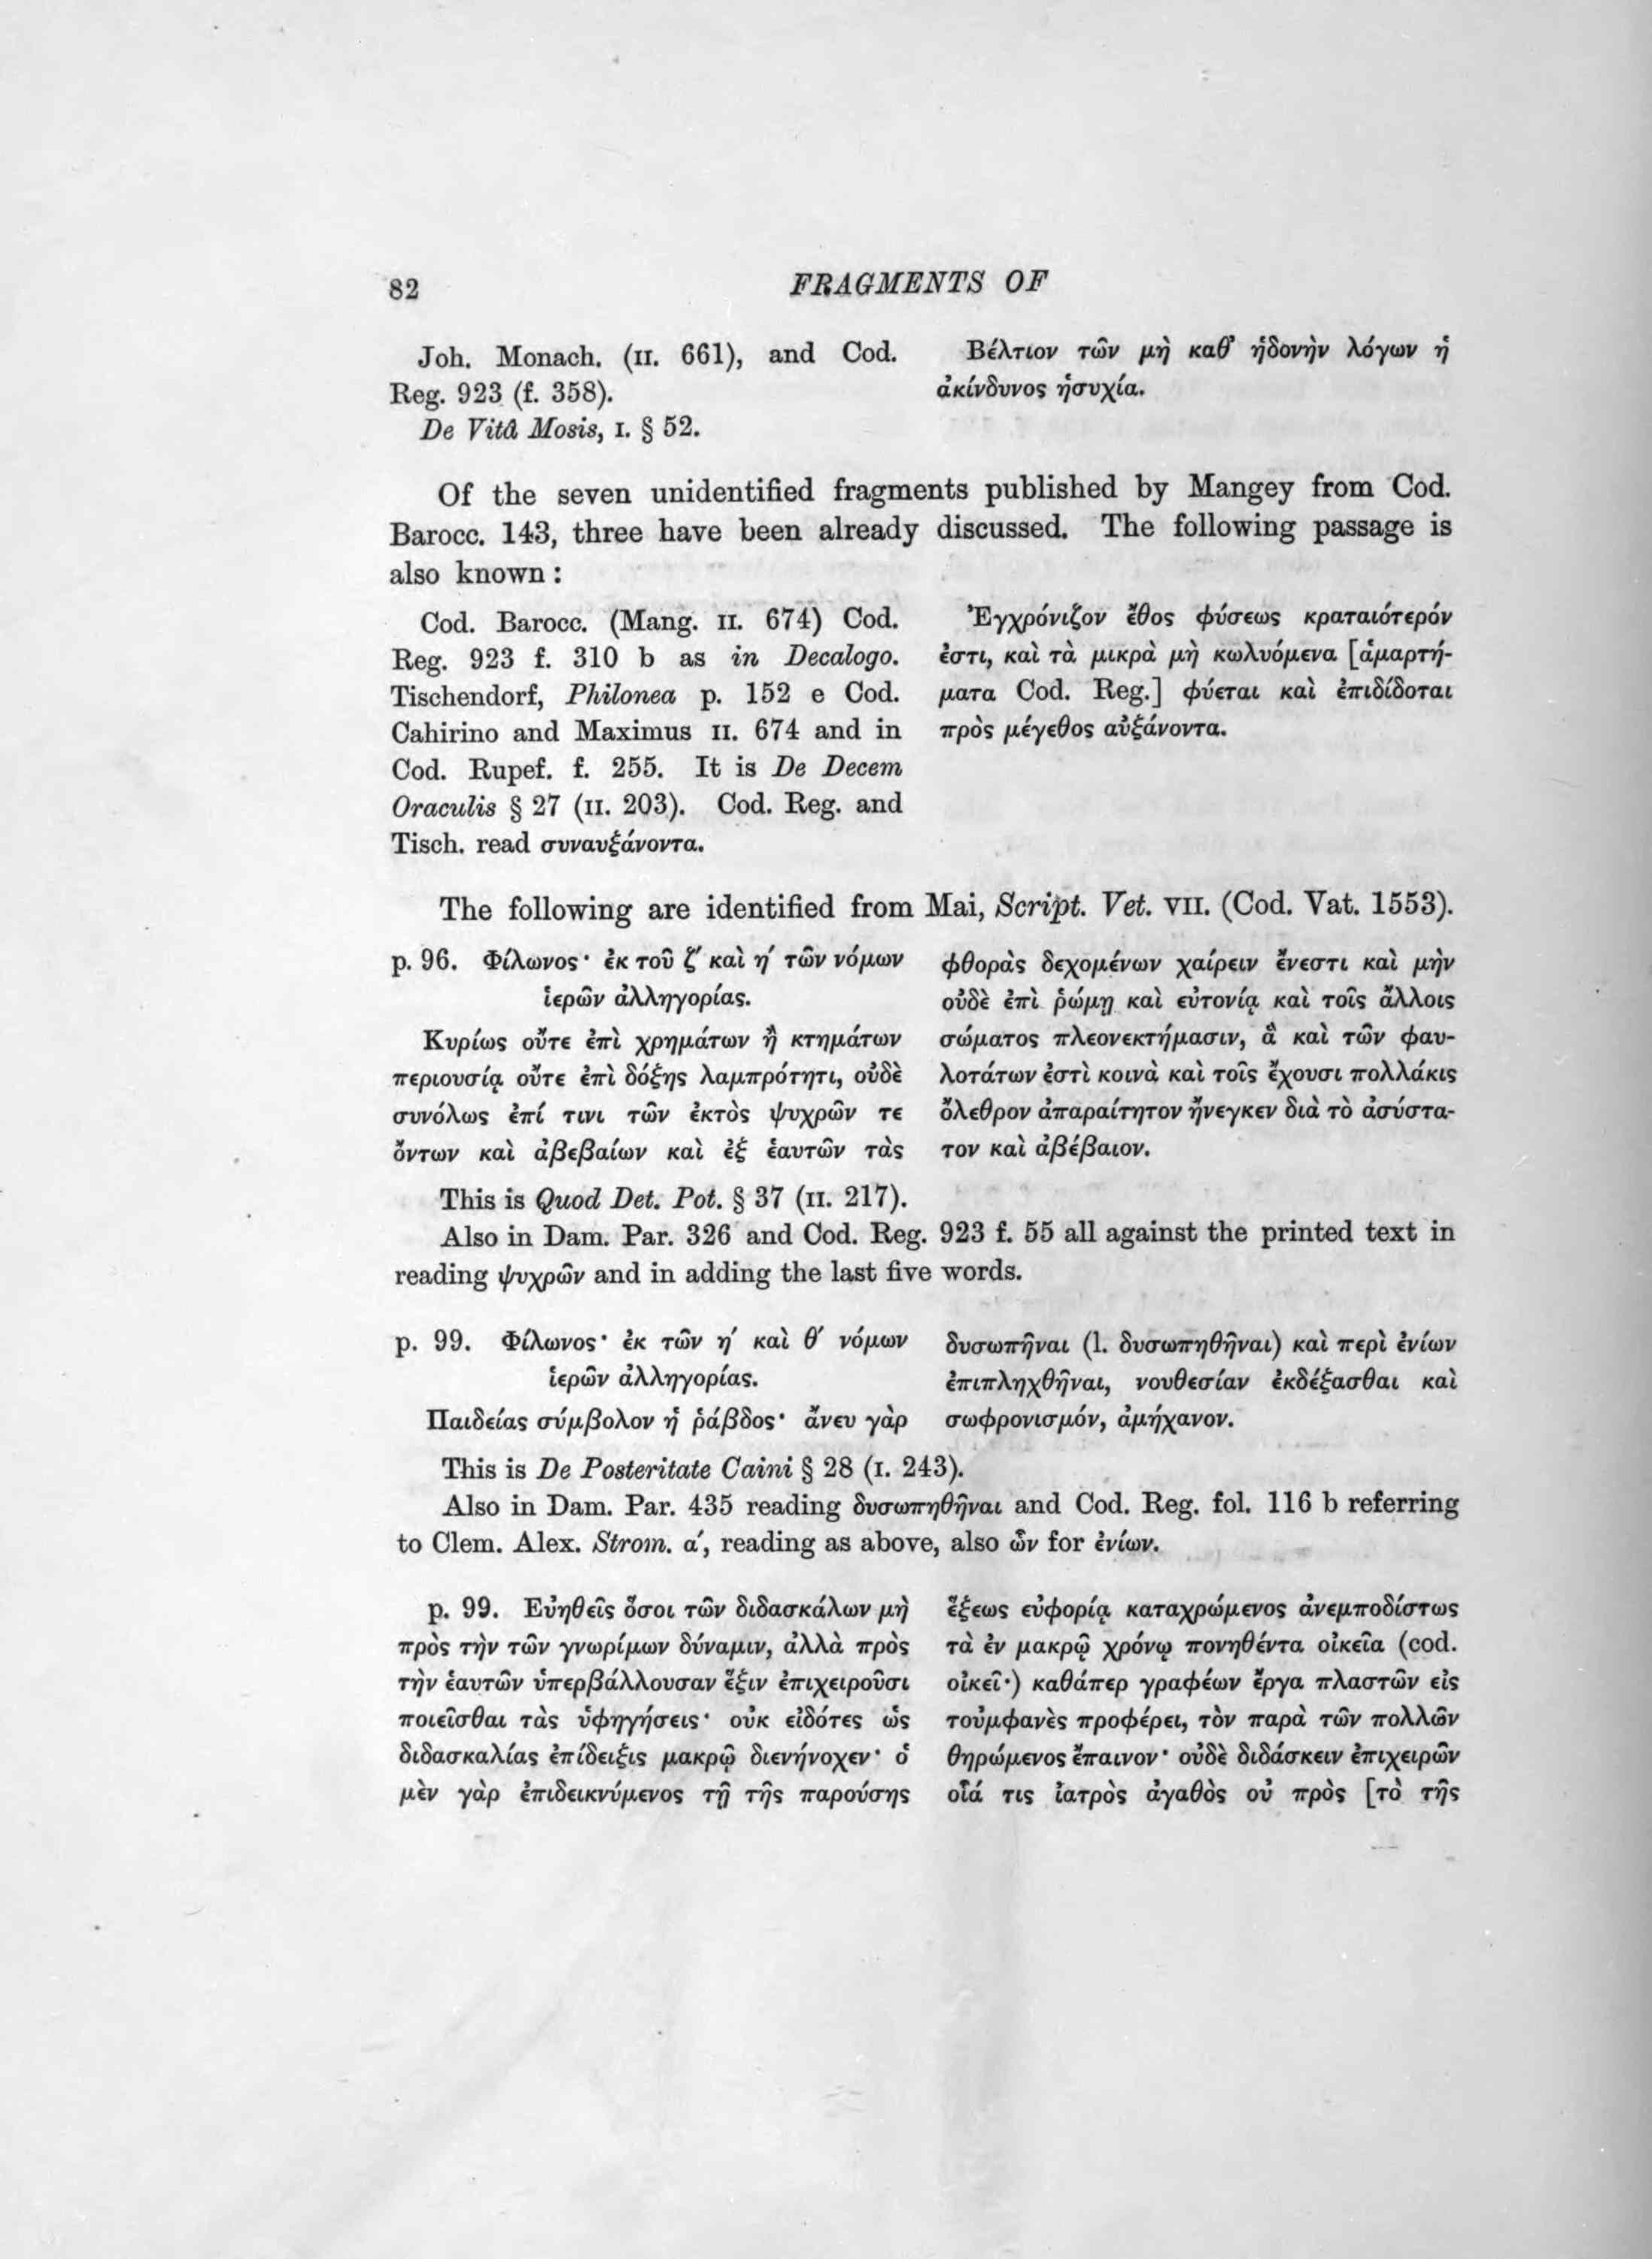 82
FRAGMENTS OF
Joh. Monach. (II. 661), and Cod.
Reg. 923 (f. 358).
De Vitâ Mosis, I. § 52.
Βέλτιον τῶν μὴ καθ’ ἡδονὴν λόγων ἡ
ἀκίνδυνος ἡσυχία.
Of the seven unidentified fragments published by Mangey from Cod.
Barocc. 143, three have been already discussed. The following passage is
also known :
Cod. Barocc. (Mang. II. 674) Cod.
Reg. 923 f. 310 b as in Decalogo.
Tischendorf, Philonea p. 152 e Cod.
Cahirino and Maximus II. 674 and in
Cod. Rupef. f. 255. It is De Decem
Oraculis § 27 (II. 203). Cod. Reg. and
Tisch. read συναυξάνοντα.
Ἐγχρόνιζον ἔθος φύσεως κραταιότερόν
ἐστι, καὶ τὰ μικρὰ μὴ κωλυόμενα [ἁμαρτή-
ματα Cod. Reg.] φύεται καὶ ἐπιδίδοται
πρὸς μέγεθος αὐξάνοντα.
The following are identified from Mai, Script. Vet. VII. (Cod. Vat. 1553).
p. 96. Φίλωνος· ἐκ τοῦ ζ´ καὶ η´ τῶν νόμων
ἱερῶν ἀλληγορίας.
Κυρίως οὔτε ἐπὶ χρημάτων ἢ κτημάτων
περιουσίᾳ οὔτε ἐπὶ δόξης λαμπρότητι, οὐδὲ
συνόλως ἐπί τινι τῶν ἐκτὸς ψυχρῶν τε
ὄντων καὶ ἀβεβαίων καὶ ἐξ ἑαυτῶν τὰς
φθορὰς δεχομένων χαίρειν ἔνεστι καὶ μὴν
οὐδὲ ἐπὶ ῥώμῃ καὶ εὐτονίᾳ καὶ τοῖς ἄλλοις
σώματος πλεονεκτήμασιν, ἃ καὶ τῶν φαυ-
λοτάτων ἐστὶ κοινὰ καὶ τοῖς ἔχουσι πολλάκις
ὄλεθρον ἀπαραίτητον ἤνεγκεν διὰ τὸ ἀσύστα-
τον καὶ ἀβέβαιον.
This is Quod Det. Pot. § 37 (II. 217).
Also in Dam. Par. 326 and Cod. Reg. 923 f. 55 all against the printed text in
reading ψυχρῶν and in adding the last five words.
p. 99. Φίλωνος· ἐκ τῶν η´ καὶ θ´ νόμων
ἱερῶν ἀλληγορίας.
Παιδείας σύμβολον ἡ ῥάβδος· ἄνευ γὰρ
δυσωπῆναι (l. δυσωπηθῆναι) καὶ περὶ ἐνίων
ἐπιπληχθῆναι, νουθεσίαν ἐκδέξασθαι καὶ
σωφρονισμόν, ἀμήχανον.
This is De Posteritate Caini § 28 (I. 243).
Also in Dam. Par. 435 reading δυσωπηθῆναι and Cod. Reg. fol. 116 b referring
to Clem. Alex. Strom. α´, reading as above, also ὧν for ἐνίων.
p. 99. Εὐηθεῖς ὅσοι τῶν διδασκάλων μὴ
πρὸς τὴν τῶν γνωρίμων δύναμιν, ἀλλὰ πρὸς
τὴν ἑαυτῶν ὑπερβάλλουσαν ἕξιν ἐπιχειροῦσι
ποιεῖσθαι τὰς ὑφηγήσεις· οὐκ εἰδότες ὡς
διδασκαλίας ἐπίδειξις μακρῷ διενήνοχεν· ὁ
μὲν γὰρ ἐπιδεικνύμενος τῇ τῆς παρούσης
ἕξεως εὐφορίᾳ καταχρώμενος ἀνεμποδίστως
τὰ ἐν μακρῷ χρόνῳ πονηθέντα οἰκεῖα (cod.
οἰκεῖ·) καθάπερ γραφέων ἔργα πλαστῶν εἰς
τοὐμφανὲς προφέρει, τὸν παρὰ τῶν πολλῶν
θηρώμενος ἔπαινον· οὐδὲ διδάσκειν ἐπιχειρῶν
οἷά τις ἰατρὸς ἀγαθὸς οὐ πρὸς [τὸ τῆς